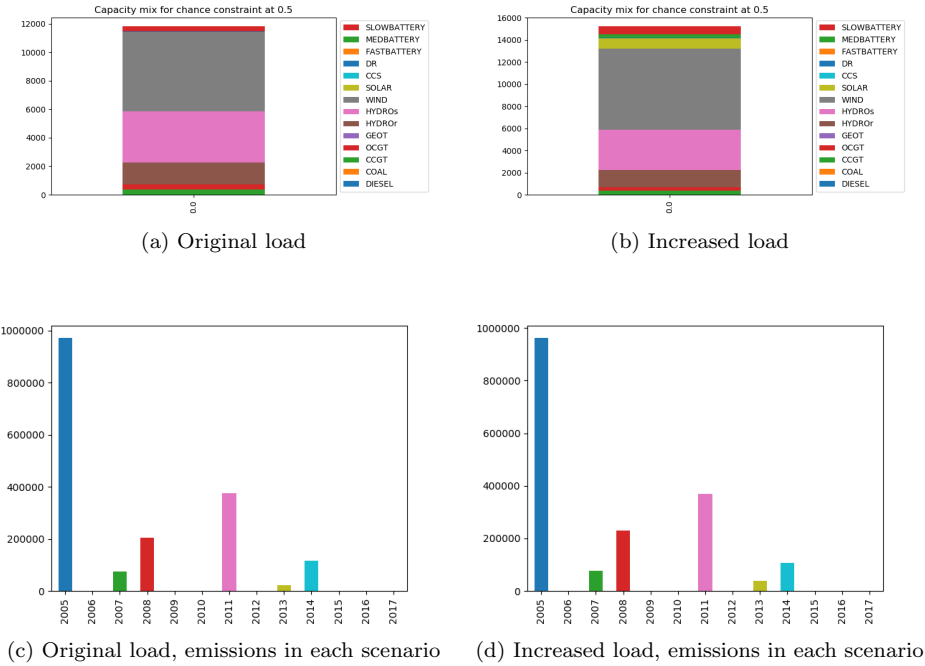 Capacity mix for chance constraint at 0.5
12000
10000
8000
6000
4000
2000
0
0.0
SLOWBATTERY
MEDBATTERY
FASTBATTERY
DR
CCS
SOLAR
WIND
HYDROs
HYDROr
GEOT
OCGT
CCGT
COAL
DIESEL
(a) Original load
Capacity mix for chance constraint at 0.5
16000
14000
12000
10000
8000
6000
4000
2000
0
0.0
SLOWBATTERY
MEDBATTERY
FASTBATTERY
DR
CCS
SOLAR
WIND
HYDROs
HYDROr
GEOT
OCGT
CCGT
COAL
DIESEL
(b) Increased load
1000000
800000
600000
400000
200000
0
2005
2006
2007
2008
2009
2010
2011
2012
2013
2014
2015
2016
2017
(c) Original load, emissions in each scenario
1000000
800000
600000
400000
200000
0
2005
2006
2007
2008
2009
2010
2011
2012
2013
2014
2015
2016
2017
(d) Increased load, emissions in each scenario